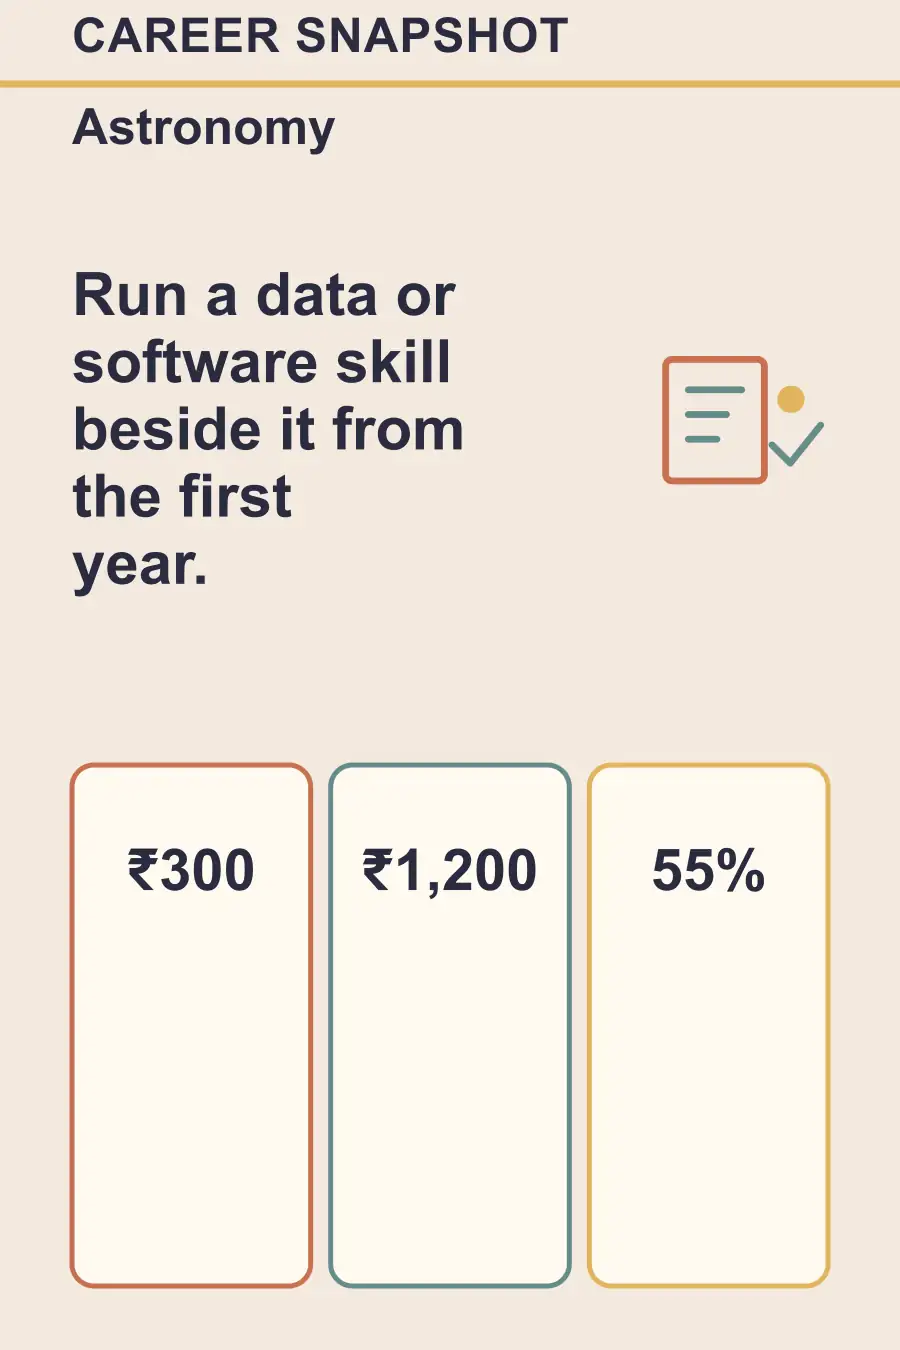 CAREER SNAPSHOT
Astronomy
Run a data or
software skill
beside it from
the first
year.
₹300
₹1,200
55%